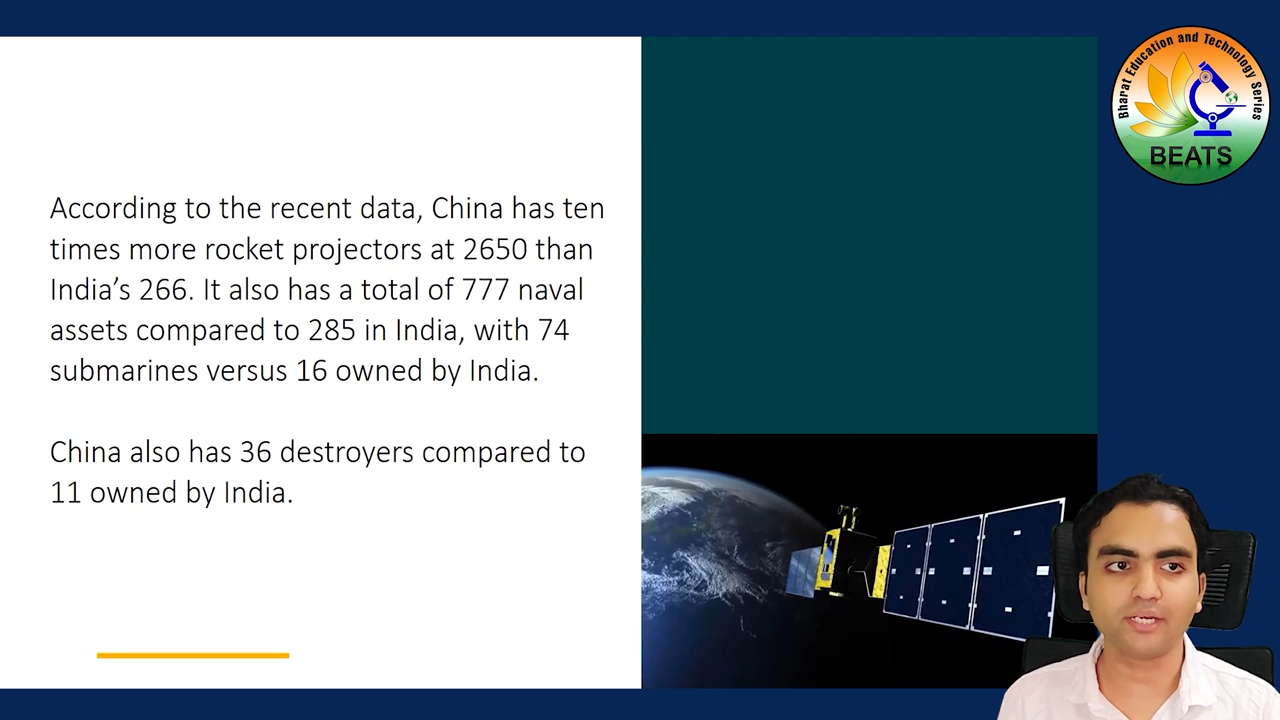 According to the recent data, China has ten
times more rocket projectors at 2650 than
India’s 266. It also has a total of 777 naval
assets compared to 285 in India, with 74
submarines versus 16 owned by India.
China also has 36 destroyers compared to
11 owned by India.
Bharat Education and Technology Series
BEATS